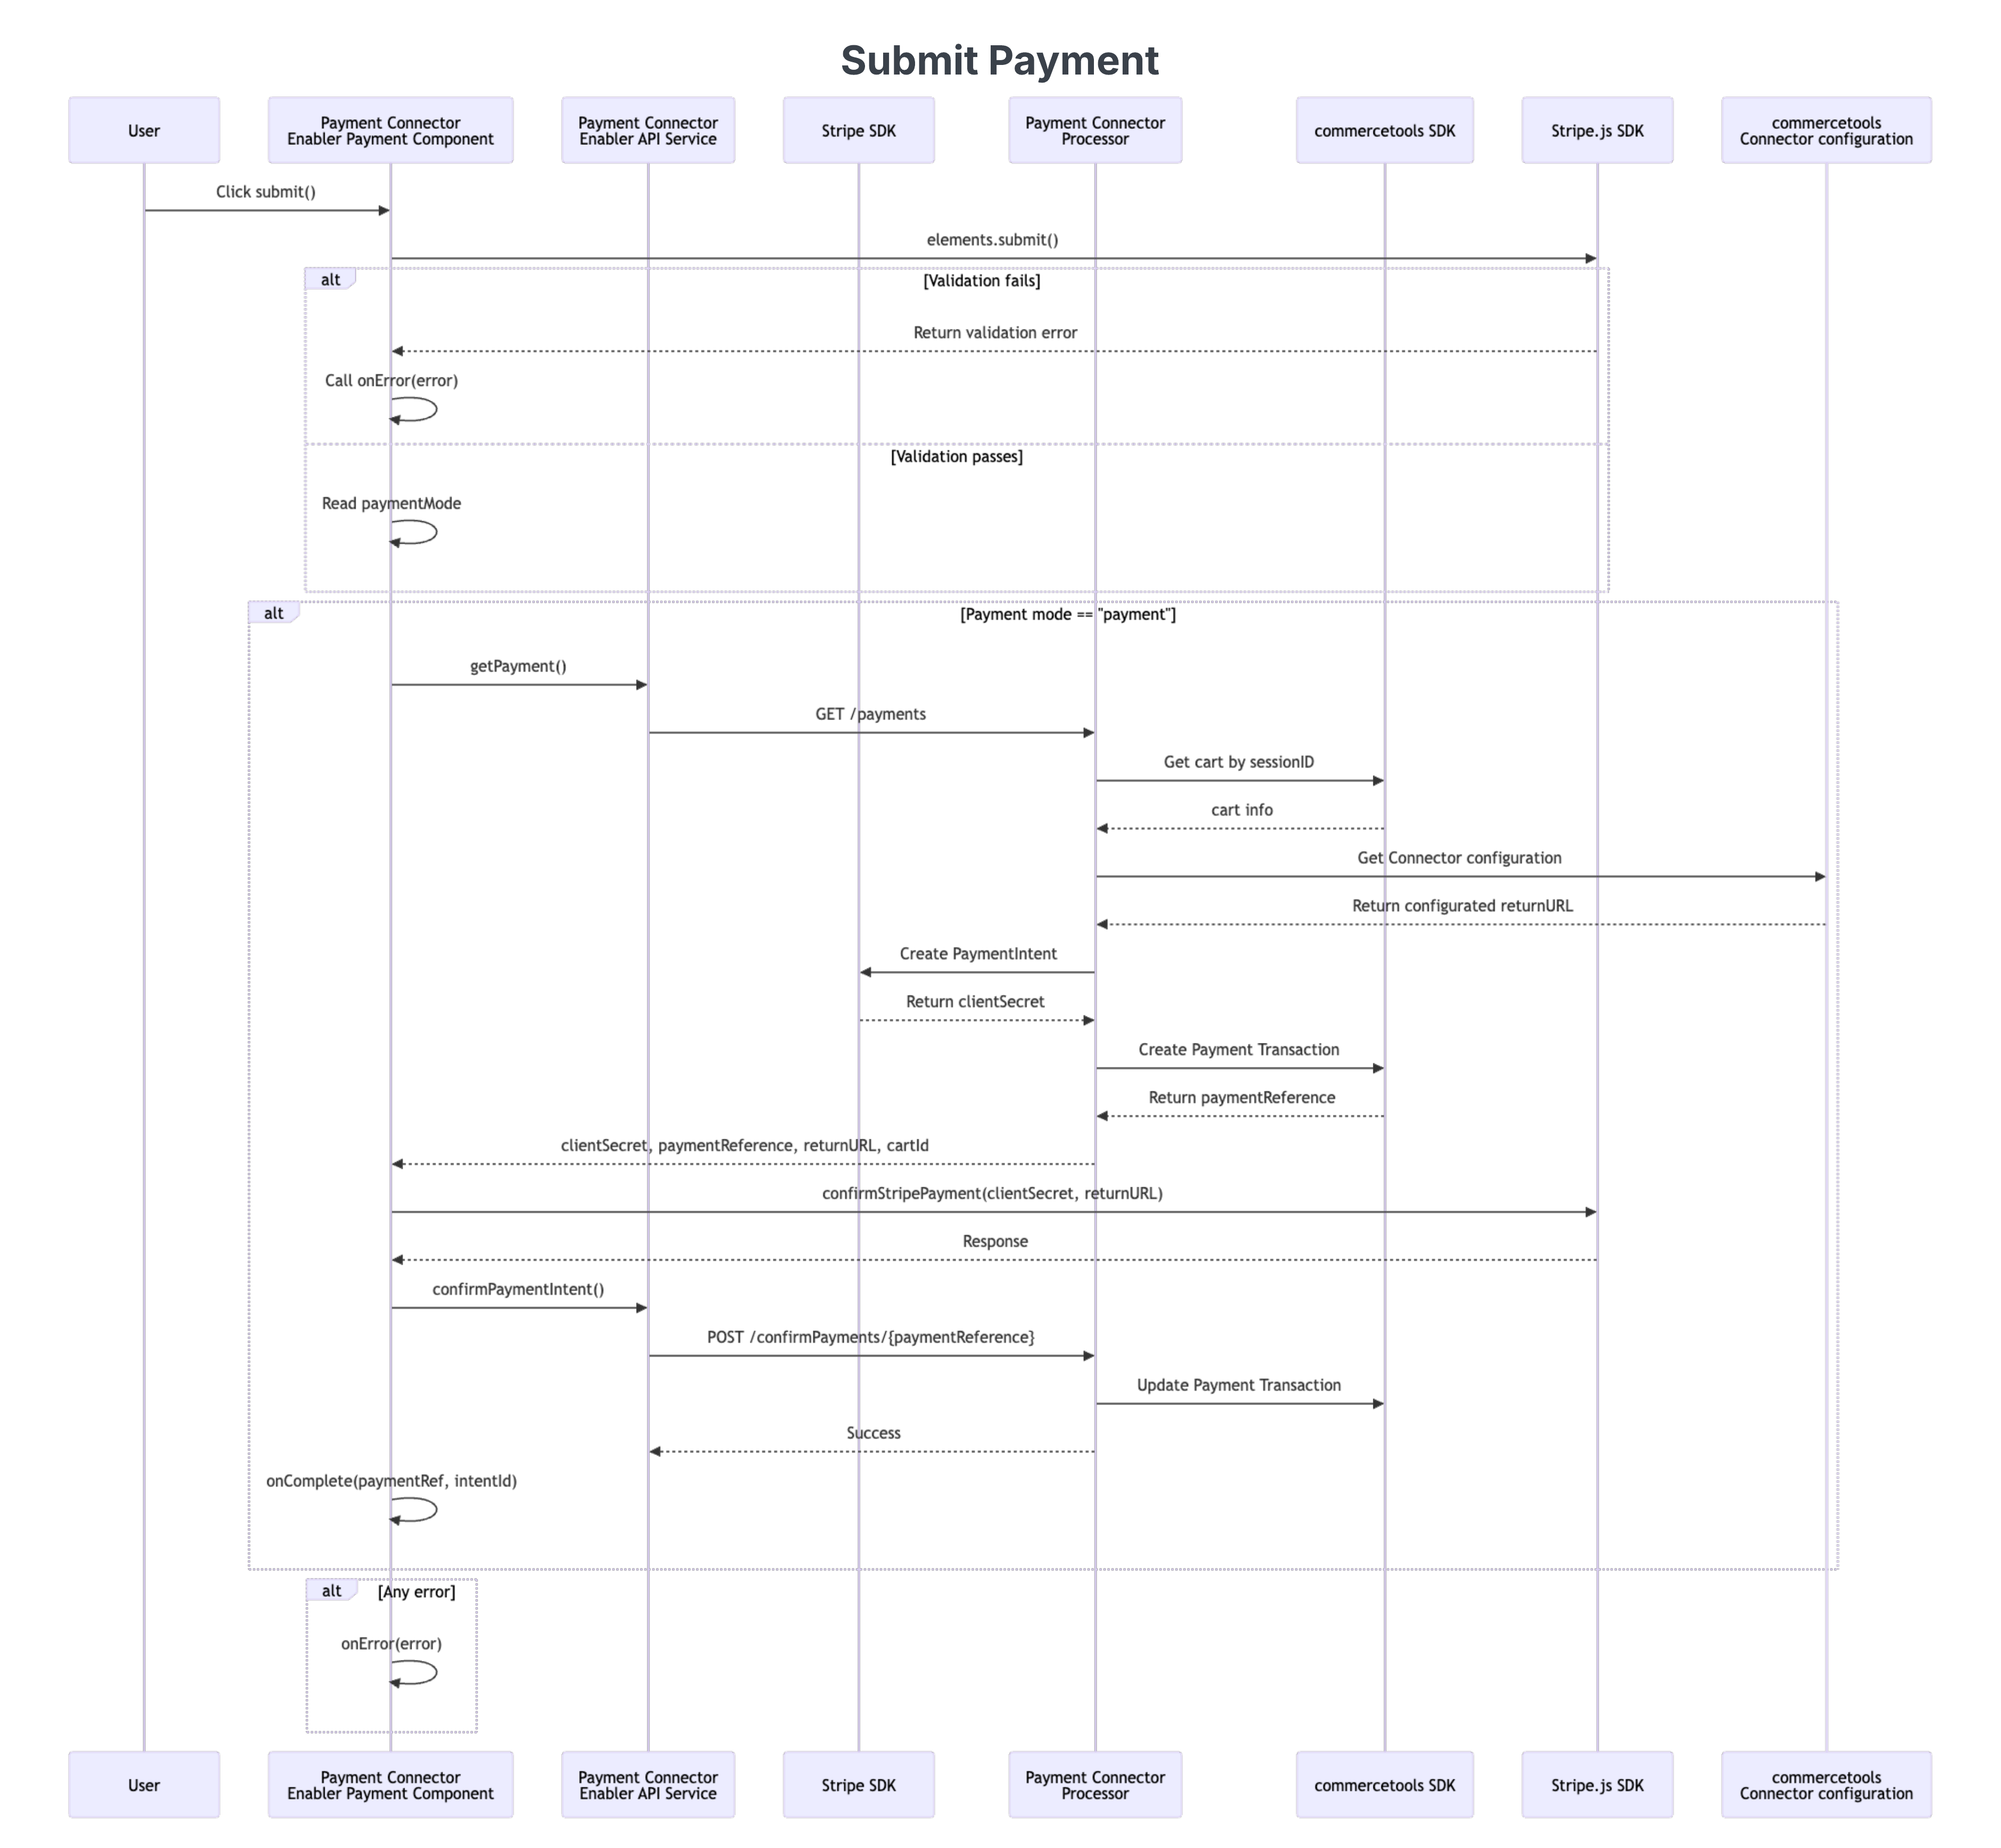 Submit Payment
User
Payment Connector
Enabler Payment Component
Payment Connector
Enabler API Service
Stripe SDK
Payment Connector
Processor
commercetools SDK
Stripe.js SDK
commercetools
Connector configuration
Click submit()
elements.submit()
alt
[Validation fails]
Return validation error
Call onError(error)
[Validation passes]
Read paymentMode
alt
[Payment mode == "payment"]
getPayment()
GET /payments
Get cart by sessionID
cart info
Get Connector configuration
Return configurated returnURL
Create PaymentIntent
Return clientSecret
Create Payment Transaction
Return paymentReference
clientSecret, paymentReference, returnURL, cartId
confirmStripePayment(clientSecret, returnURL)
Response
confirmPaymentIntent()
POST /confirmPayments/{paymentReference}
Update Payment Transaction
Success
onComplete(paymentRef, intentId)
alt
[Any error]
onError(error)
User
Payment Connector
Enabler Payment Component
Payment Connector
Enabler API Service
Stripe SDK
Payment Connector
Processor
commercetools SDK
Stripe.js SDK
commercetools
Connector configuration